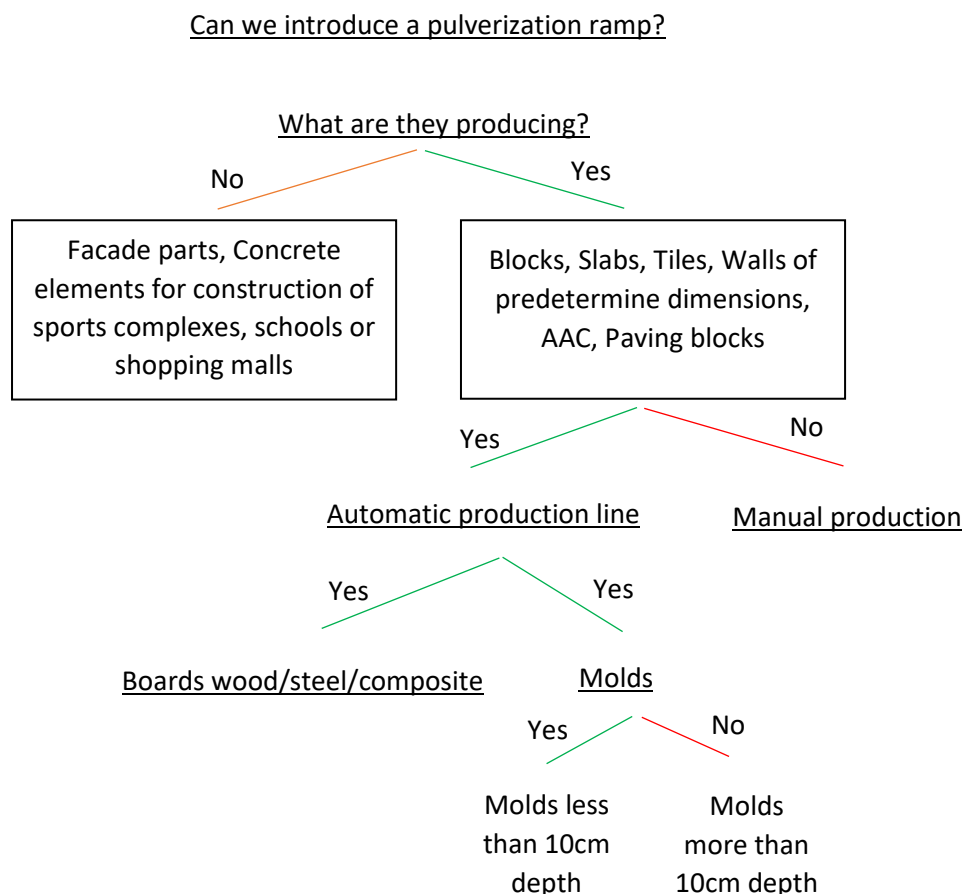 Can we introduce a pulverization ramp?
What are they producing?
No
Yes
Facade parts, Concrete
elements for construction of
sports complexes, schools or
shopping malls
Blocks, Slabs, Tiles, Walls of
predetermine dimensions,
AAC, Paving blocks
Yes
No
Automatic production line
Manual production
Yes
Yes
Boards wood/steel/composite
Molds
Yes
No
Molds less
than 10cm
depth
Molds
more than
10cm depth